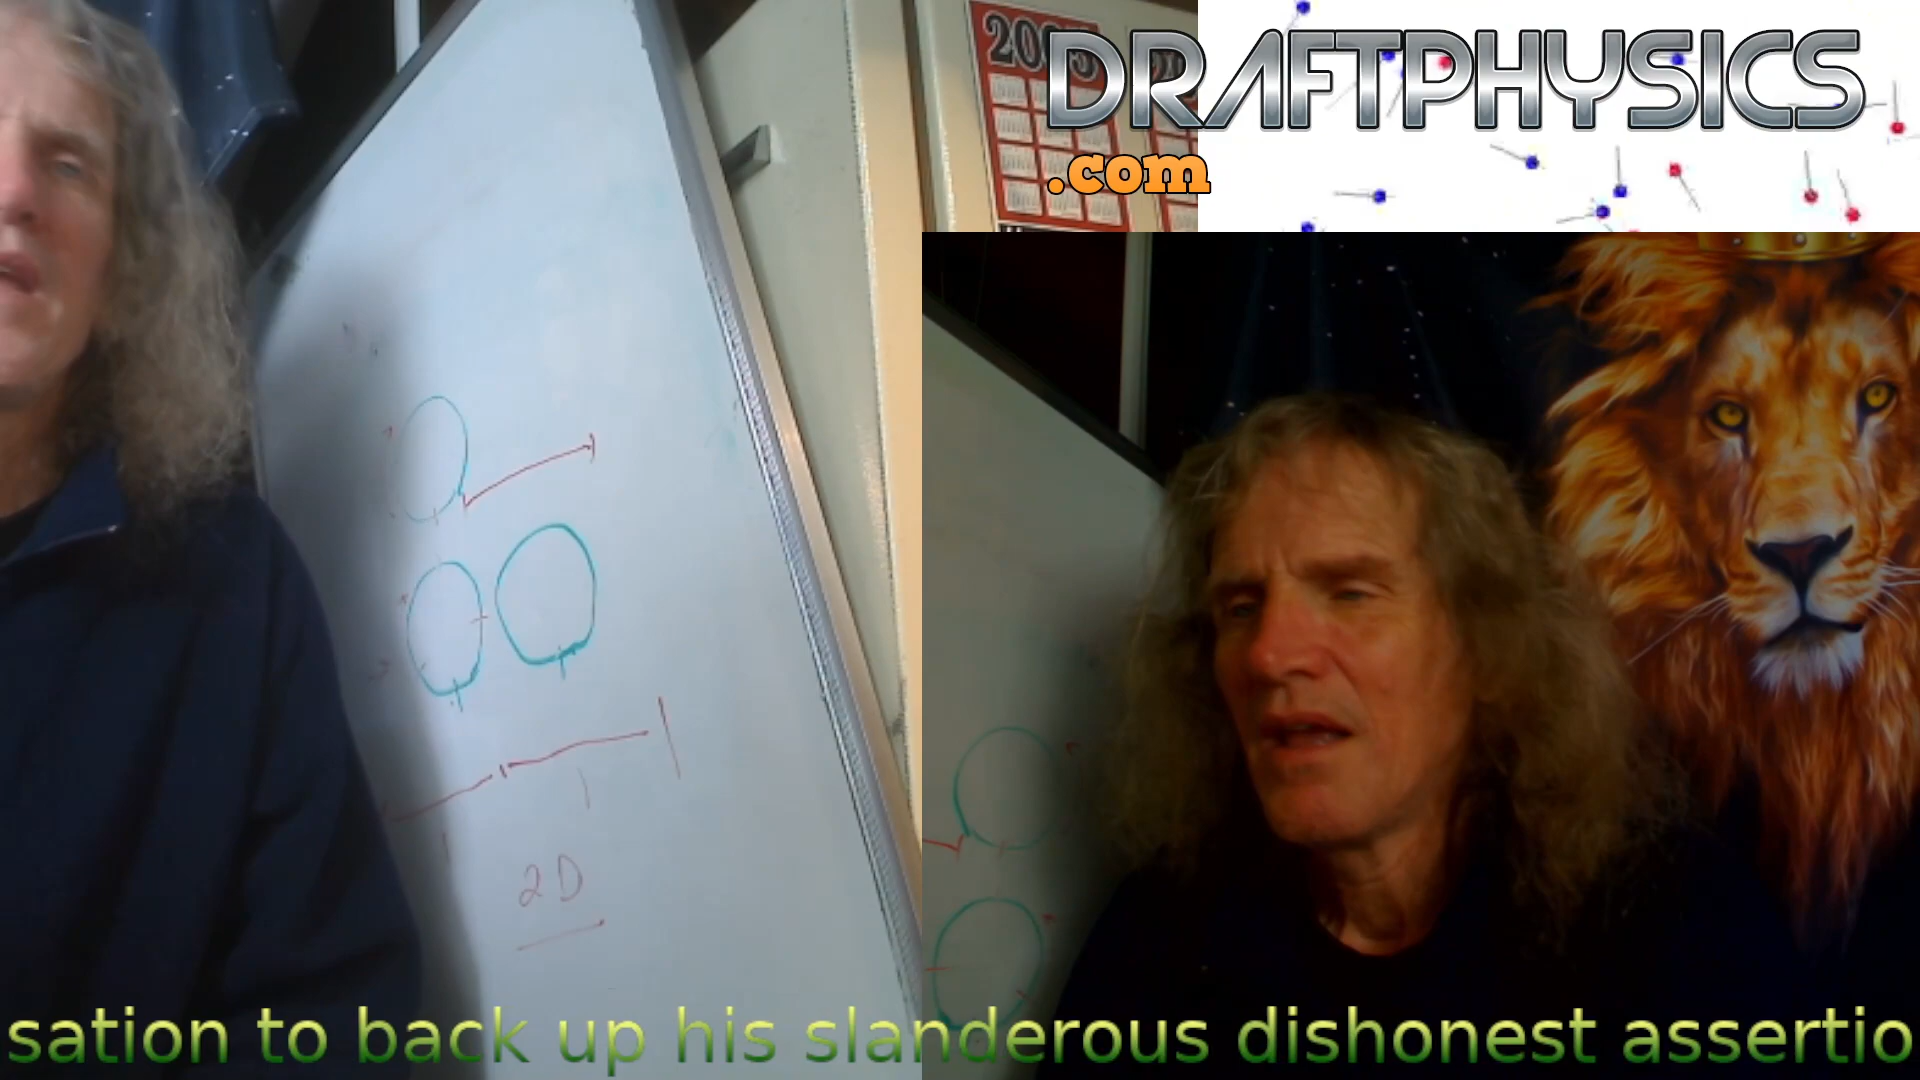 DRAFTPHYSICS
.com
2D
sation to back up his slanderous dishonest assertio